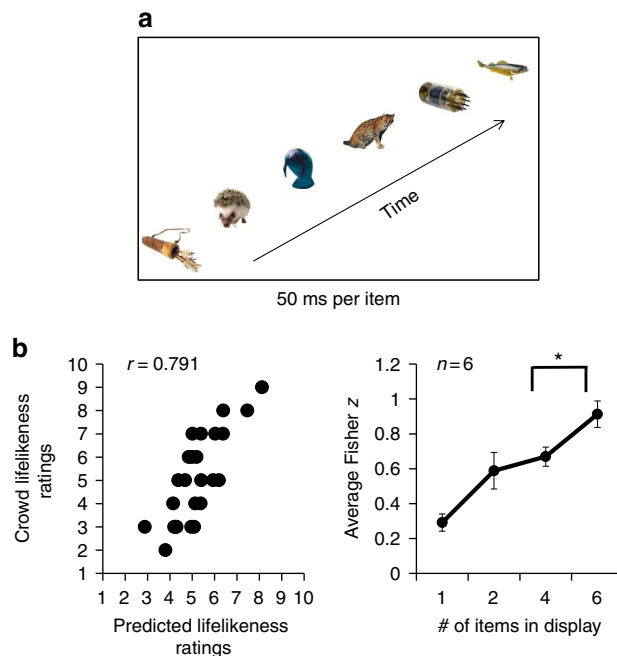 a
Time
50 ms per item
b
r = 0.791
10
9
8
7
6
5
4
3
2
1
1 2 3 4 5 6 7 8 9 10
Crowd lifelikeness
ratings
Predicted lifelikeness
ratings
n=6
*
1.2
1
0.8
0.6
0.4
0.2
0
1 2 4 6
Average Fisher z
# of items in display